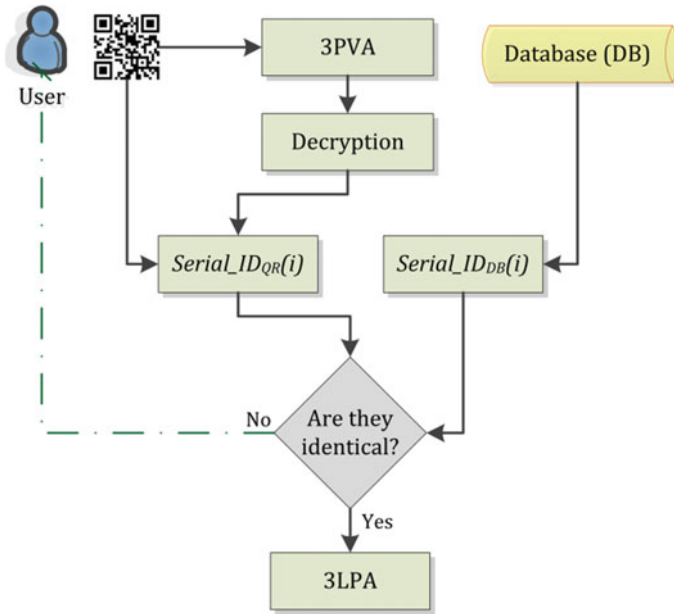 3PVA
Database (DB)
User
Decryption
Serial_IDQR(i)
Serial_IDDB(i)
No
Are they
identical?
Yes
3LPA